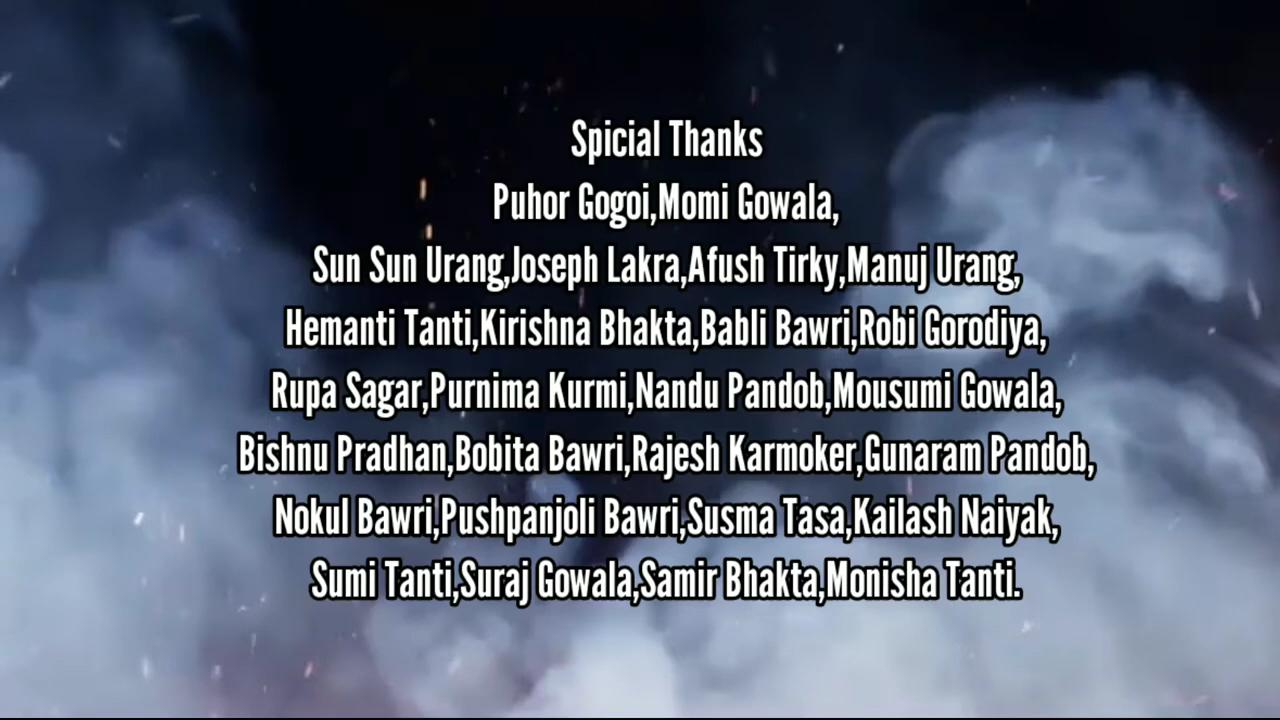 Spicial Thanks
Puhor Gogoi,Momi Gowala,
Sun Sun Urang,Joseph Lakra,Afush Tirky,Manuj Urang,
Hemanti Tanti,Kirishna Bhakta,Babli Bawri,Robi Gorodiya,
Rupa Sagar,Purnima Kurmi,Nandu Pandob,Mousumi Gowala,
Bishnu Pradhan,Bobita Bawri,Rajesh Karmoker,Gunaram Pandob,
Nokul Bawri,Pushpanjoli Bawri,Susma Tasa,Kailash Naiyak,
Sumi Tanti,Suraj Gowala,Samir Bhakta,Monisha Tanti.